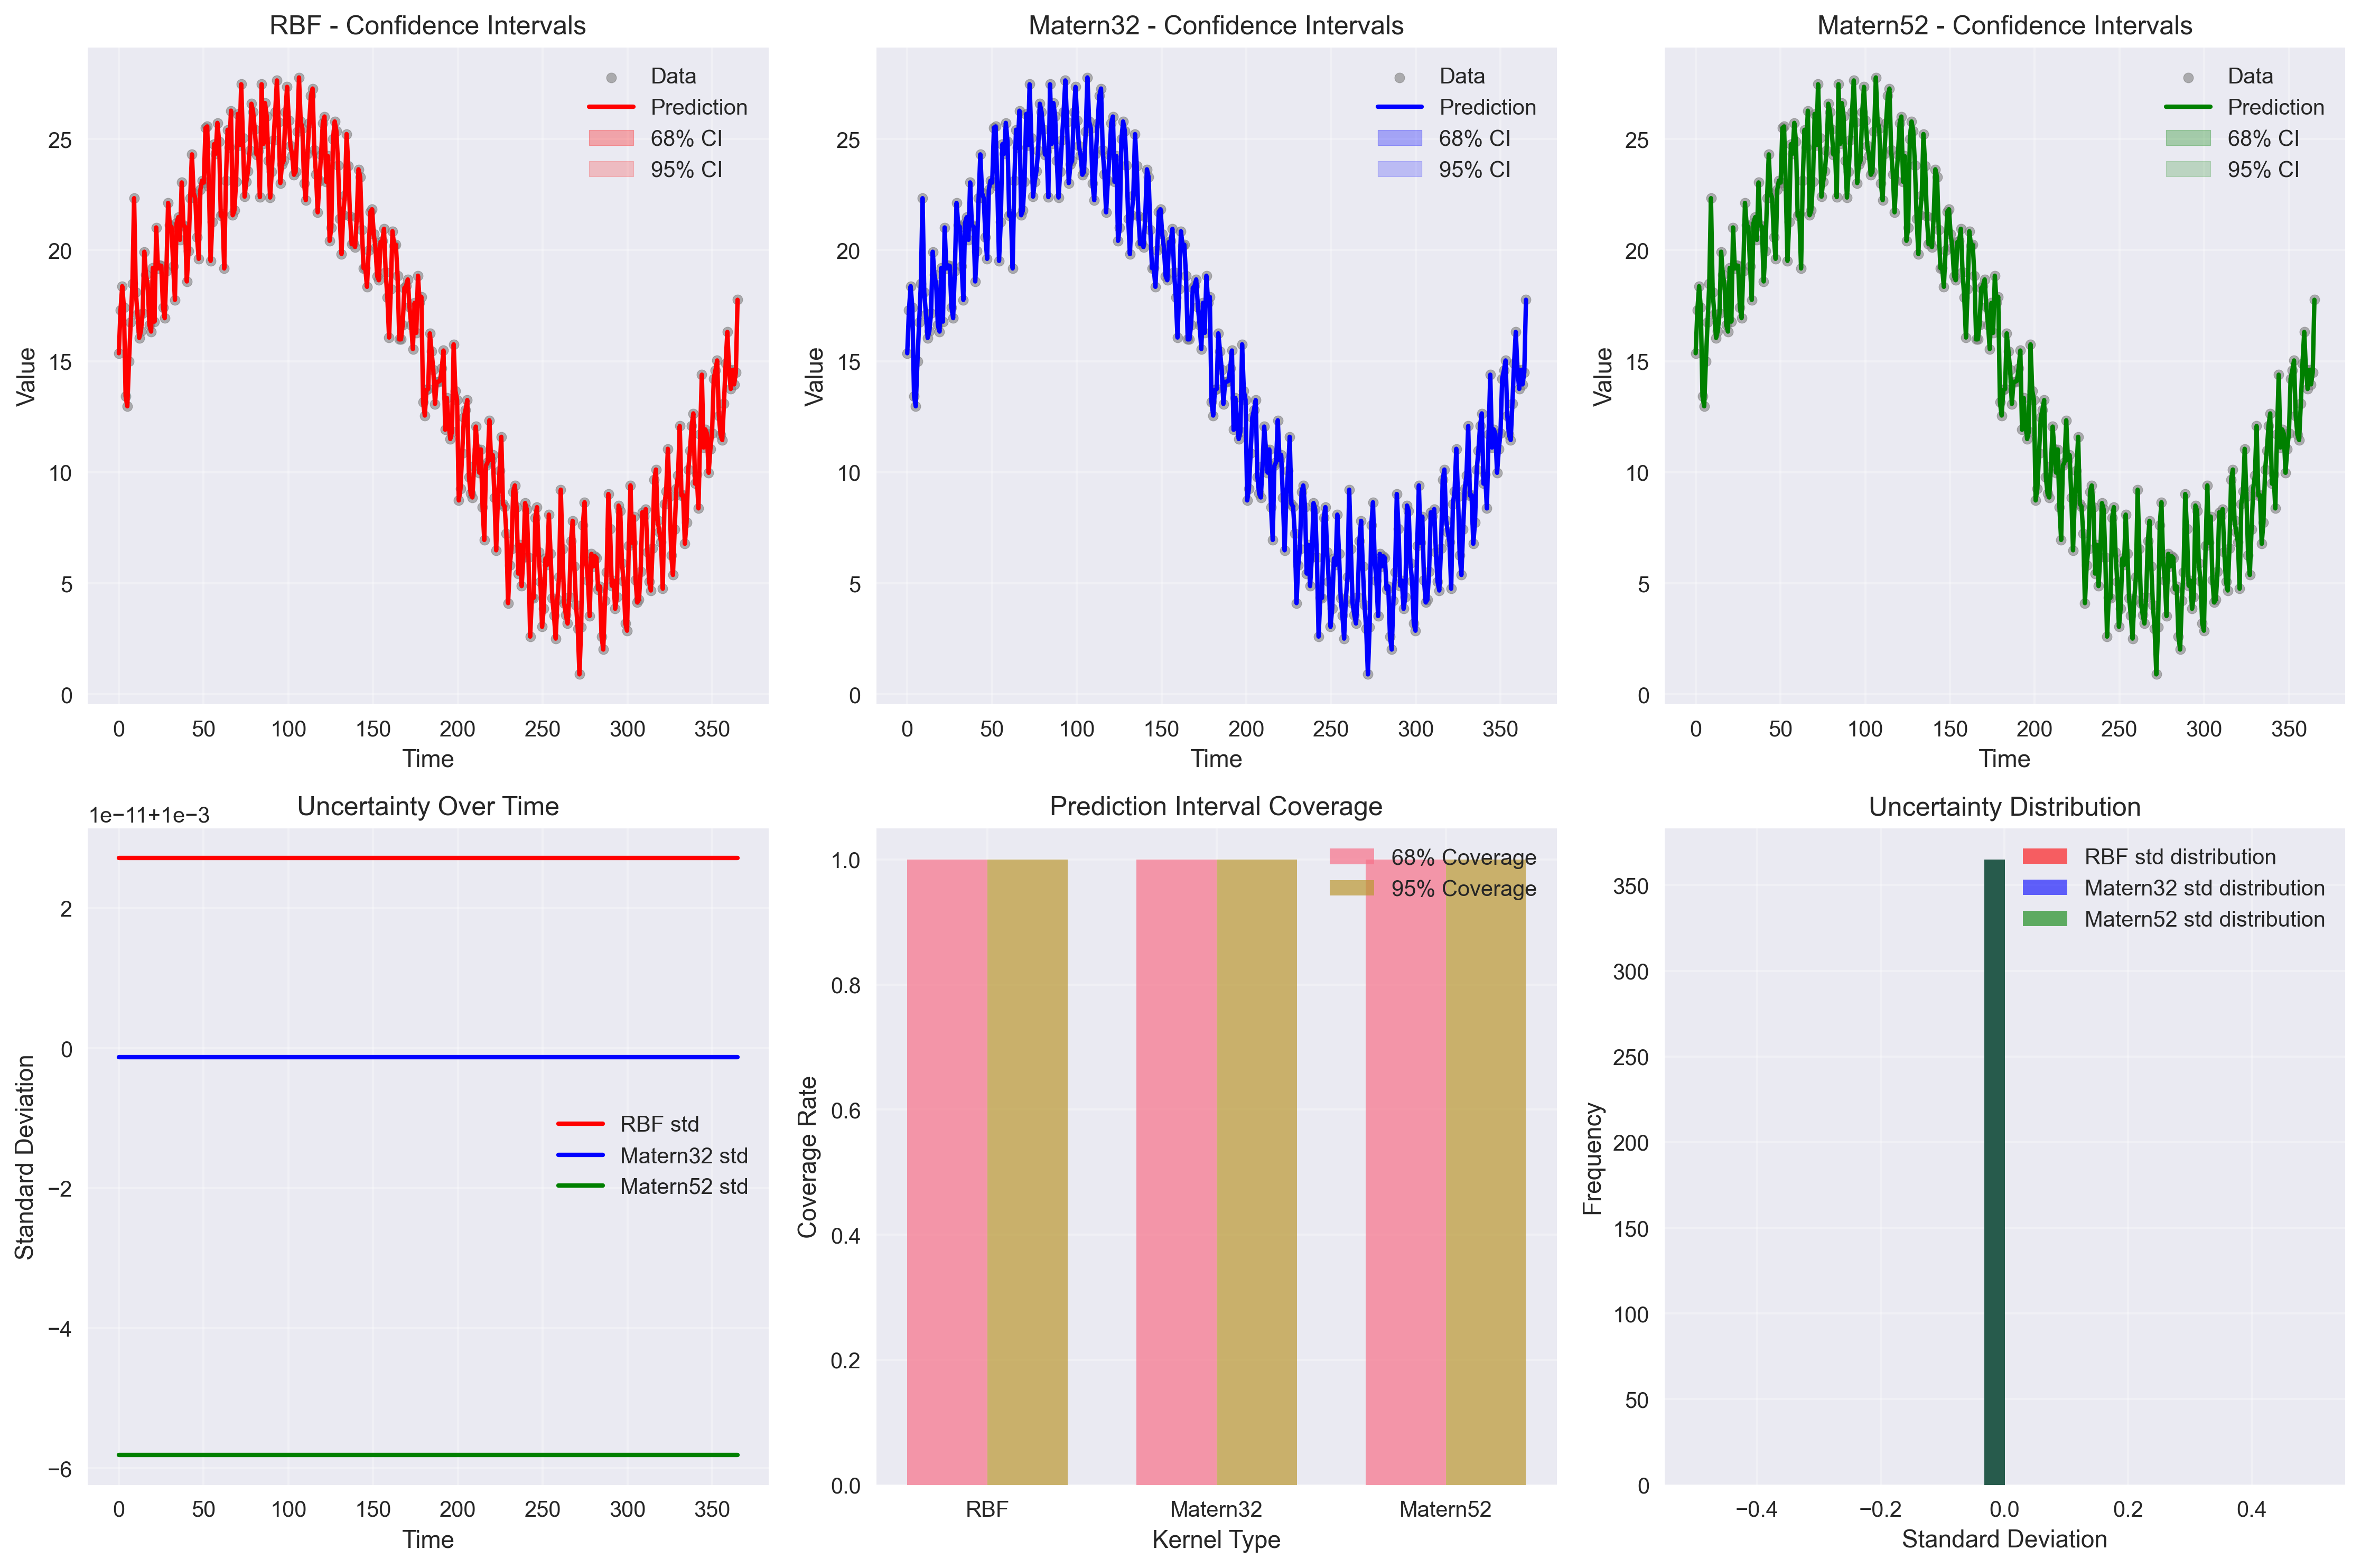 RBF - Confidence Intervals
Data
Prediction
68% CI
95% CI
25
20
15
10
5
0
Value
0 50 100 150 200 250 300 350
Time
Matern32 - Confidence Intervals
Data
Prediction
68% CI
95% CI
25
20
15
10
5
0
Value
0 50 100 150 200 250 300 350
Time
Matern52 - Confidence Intervals
Data
Prediction
68% CI
95% CI
25
20
15
10
5
0
Value
0 50 100 150 200 250 300 350
Time
Uncertainty Over Time
1e−11+1e−3
2
0
−2
−4
−6
Standard Deviation
RBF std
Matern32 std
Matern52 std
0 50 100 150 200 250 300 350
Time
Prediction Interval Coverage
68% Coverage
95% Coverage
1.0
0.8
0.6
0.4
0.2
0.0
Coverage Rate
RBF Matern32 Matern52
Kernel Type
Uncertainty Distribution
RBF std distribution
Matern32 std distribution
Matern52 std distribution
350
300
250
200
150
100
50
0
Frequency
−0.4 −0.2 0.0 0.2 0.4
Standard Deviation